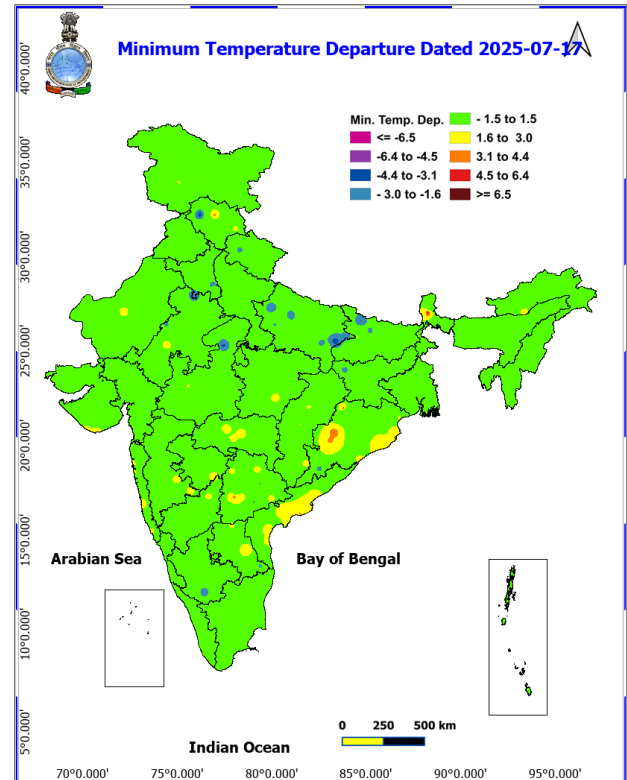 Minimum Temperature Departure Dated 2025-07-17
Min. Temp. Dep.
<= -6.5
-6.4 to -4.5
-4.4 to -3.1
- 3.0 to -1.6
- 1.5 to 1.5
1.6 to 3.0
3.1 to 4.4
4.5 to 6.4
>= 6.5
40°0.000'
35°0.000'
30°0.000'
25°0.000'
20°0.000'
15°0.000'
10°0.000'
5°0.000'
Arabian Sea
Bay of Bengal
Indian Ocean
0 250 500 km
70°0.000' 75°0.000' 80°0.000' 85°0.000' 90°0.000' 95°0.000'